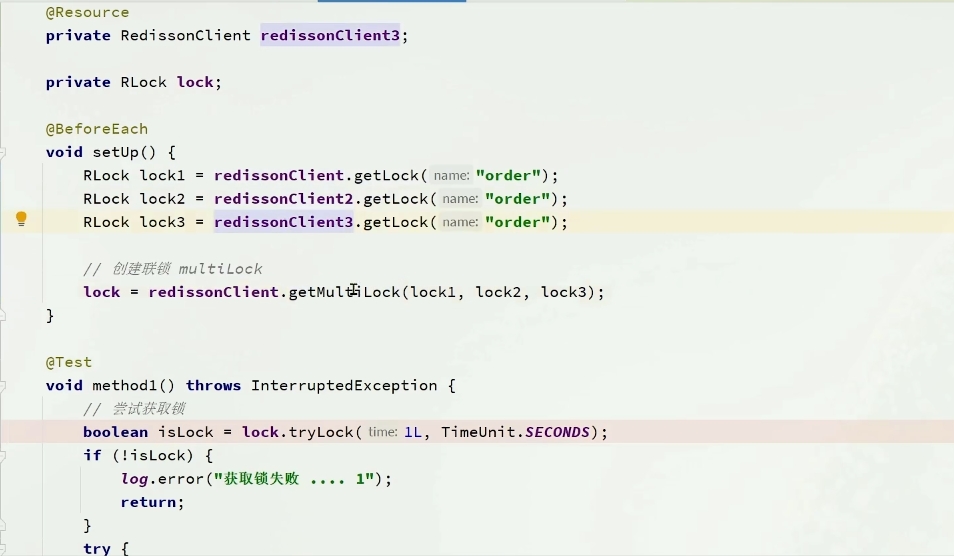 @Resource
private RedissonClient redissonClient3;
private RLock lock;
@BeforeEach
void setUp() {
RLock lock1 = redissonClient.getLock( name: "order");
RLock lock2 = redissonClient2.getLock( name: "order");
RLock lock3 = redissonClient3.getLock( name: "order");
// 创建联锁 multiLock
lock = redissonClient.getMultiLock(lock1, lock2, lock3);
}
@Test
void method1() throws InterruptedException {
// 尝试获取锁
boolean isLock = lock.tryLock( time: 1L, TimeUnit.SECONDS);
if (!isLock) {
log.error("获取锁失败 .... 1");
return;
}
try {